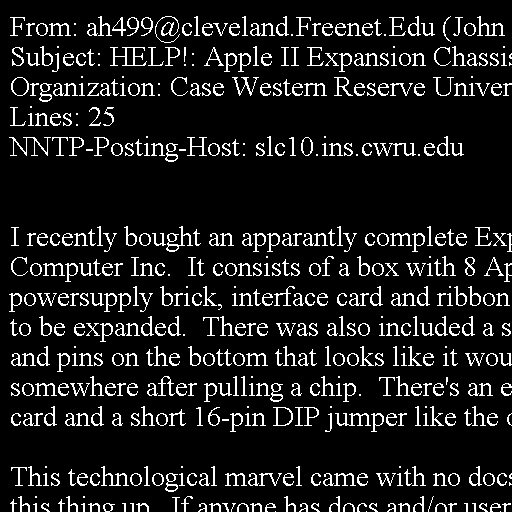 From: ah499@cleveland.Freenet.Edu (John
Subject: HELP!: Apple II Expansion Chassis
Organization: Case Western Reserve Univer
Lines: 25
NNTP-Posting-Host: slc10.ins.cwru.edu
I recently bought an apparantly complete Exp
Computer Inc.  It consists of a box with 8 Ap
powersupply brick, interface card and ribbon
to be expanded.  There was also included a s
and pins on the bottom that looks like it wou
somewhere after pulling a chip.  There's an e
card and a short 16-pin DIP jumper like the o
This technological marvel came with no docs
this thing up.  If anyone has docs and/or user